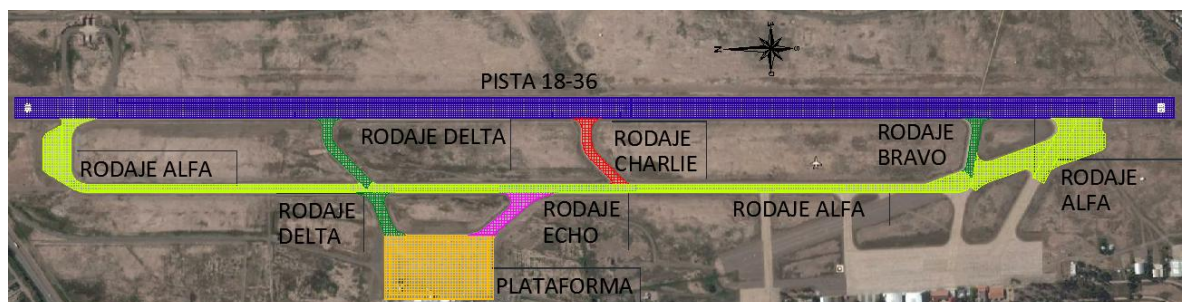 PISTA 18-36
RODAJE ALFA
RODAJE DELTA
RODAJE
CHARLIE
RODAJE
BRAVO
RODAJE
ALFA
RODAJE
DELTA
RODAJE
ECHO
RODAJE ALFA
PLATAFORMA
N